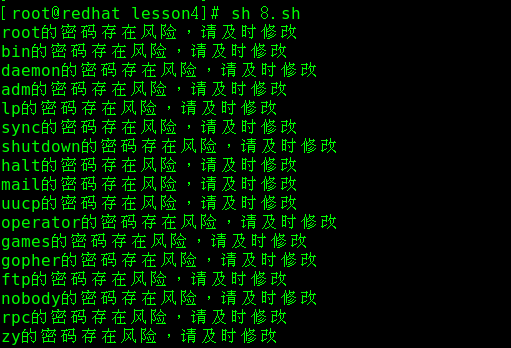 [root@redhat lesson4]# sh 8.sh
root的密码存在风险，请及时修改
bin的密码存在风险，请及时修改
daemon的密码存在风险，请及时修改
adm的密码存在风险，请及时修改
lp的密码存在风险，请及时修改
sync的密码存在风险，请及时修改
shutdown的密码存在风险，请及时修改
halt的密码存在风险，请及时修改
mail的密码存在风险，请及时修改
uucp的密码存在风险，请及时修改
operator的密码存在风险，请及时修改
games的密码存在风险，请及时修改
gopher的密码存在风险，请及时修改
ftp的密码存在风险，请及时修改
nobody的密码存在风险，请及时修改
rpc的密码存在风险，请及时修改
zy的密码存在风险，请及时修改